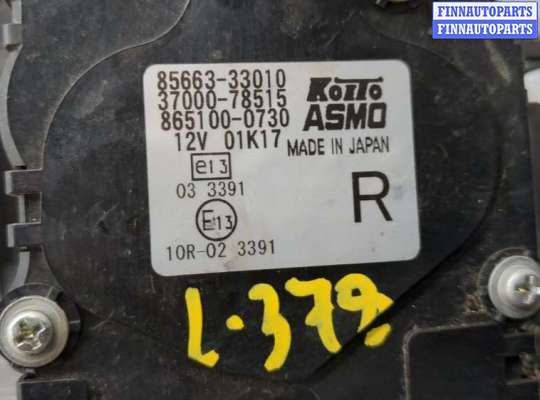 FINNAUTOPARTS
FINNAUTOPARTS
85663-33010
37000-78515
865100-0730
12V 01K17
KOITO
ASMO
MADE IN JAPAN
e13
03 3391
E13
10R-02 3391
R
L-379